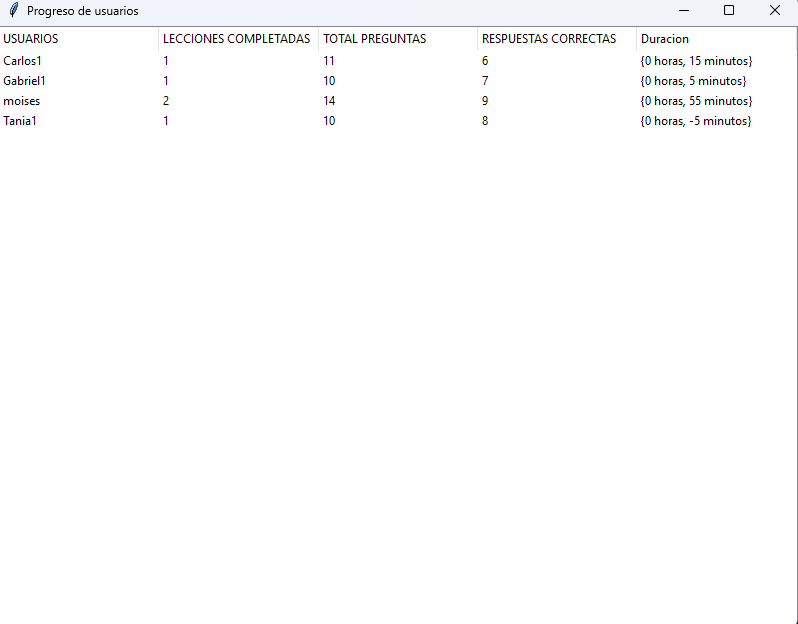 Progreso de usuarios
USUARIOS LECCIONES COMPLETADAS TOTAL PREGUNTAS RESPUESTAS CORRECTAS Duracion
Carlos1 1 11 6 {0 horas, 15 minutos}
Gabriel1 1 10 7 {0 horas, 5 minutos}
moises 2 14 9 {0 horas, 55 minutos}
Tania1 1 10 8 {0 horas, -5 minutos}